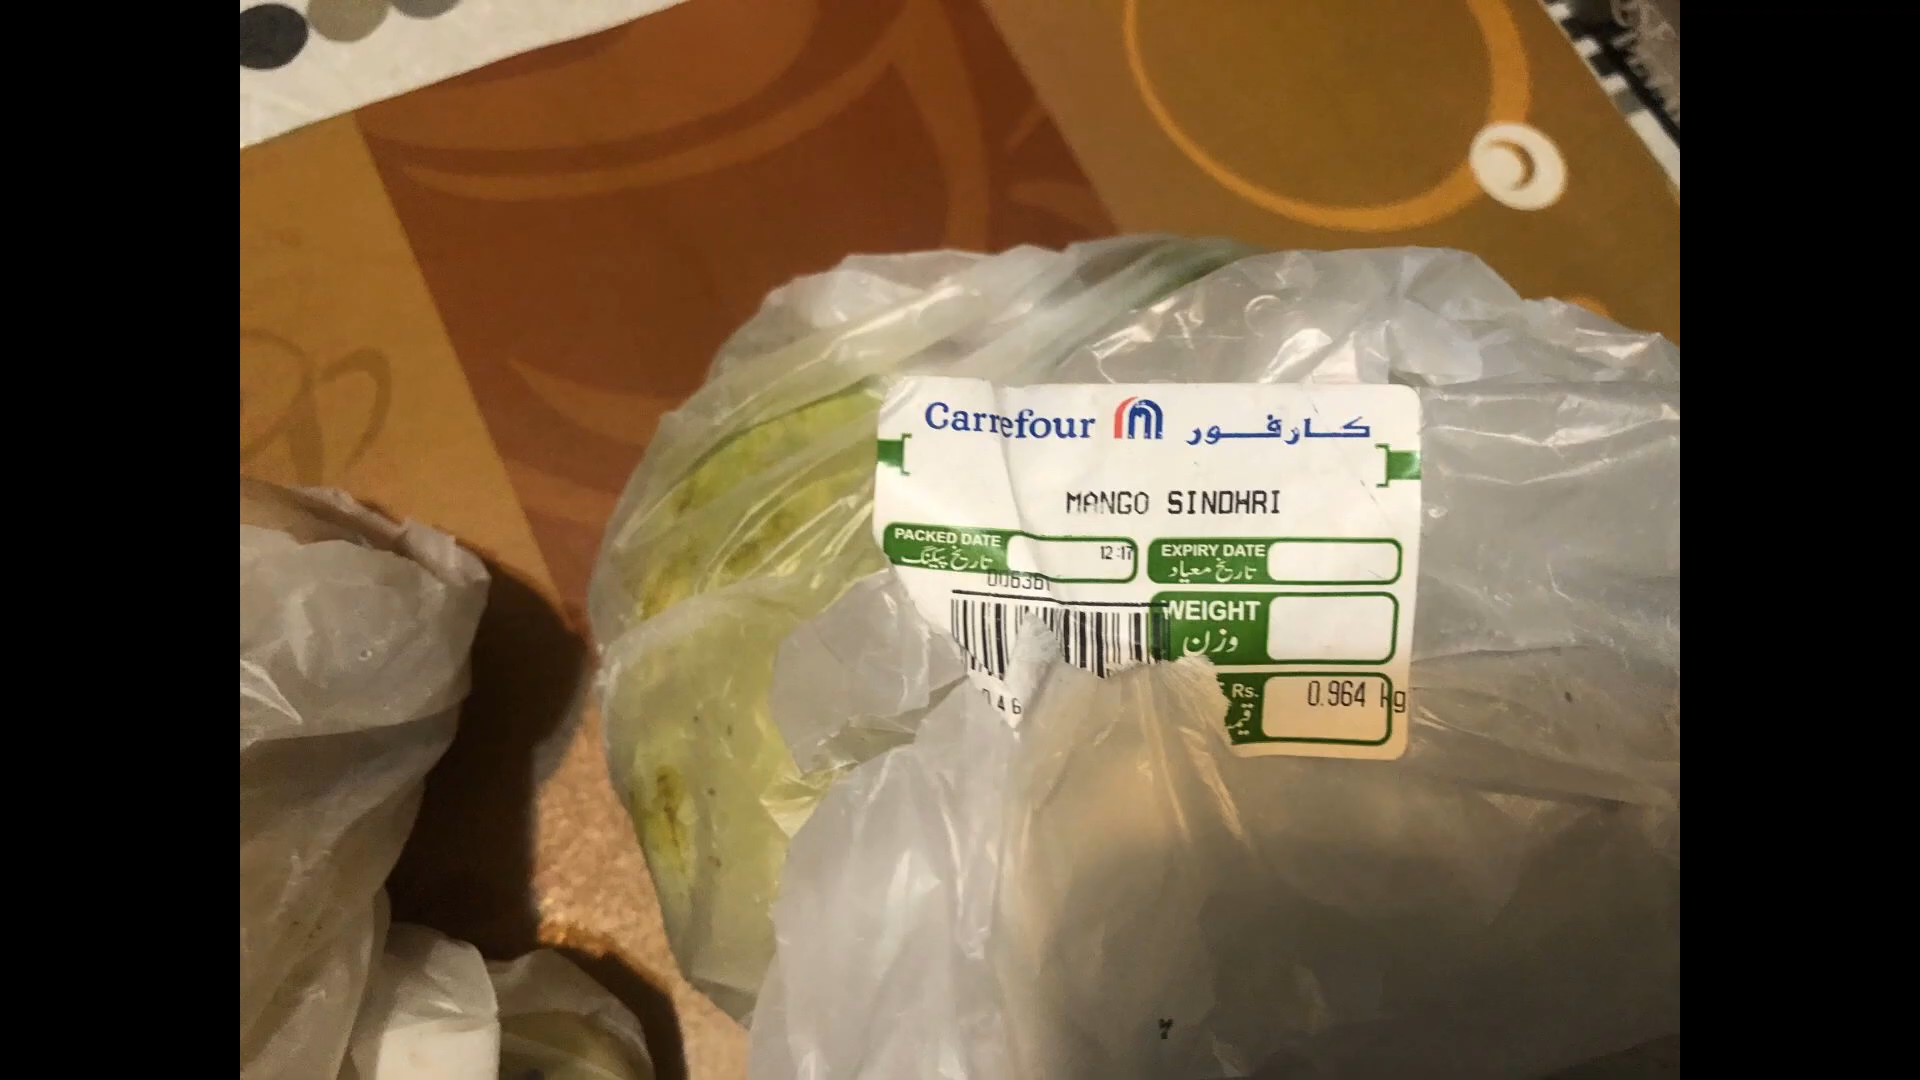 Carrefour كارفور
MANGO SINDHRI
PACKED DATE
تاریخ پیکنگ
12:17
EXPIRY DATE
تاریخ معیاد
WEIGHT
وزن
Rs.
0.964 kg